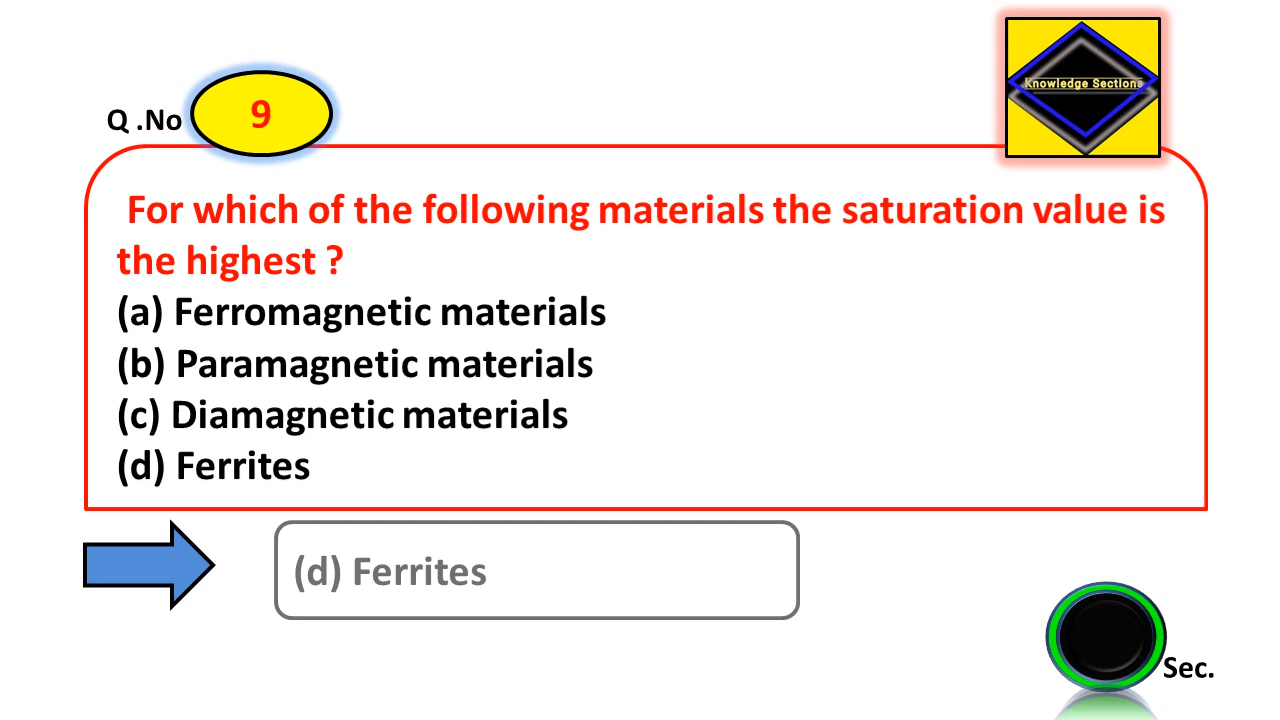 Knowledge Sections
Q .No 9
For which of the following materials the saturation value is
the highest ?
(a) Ferromagnetic materials
(b) Paramagnetic materials
(c) Diamagnetic materials
(d) Ferrites
(d) Ferrites
Sec.